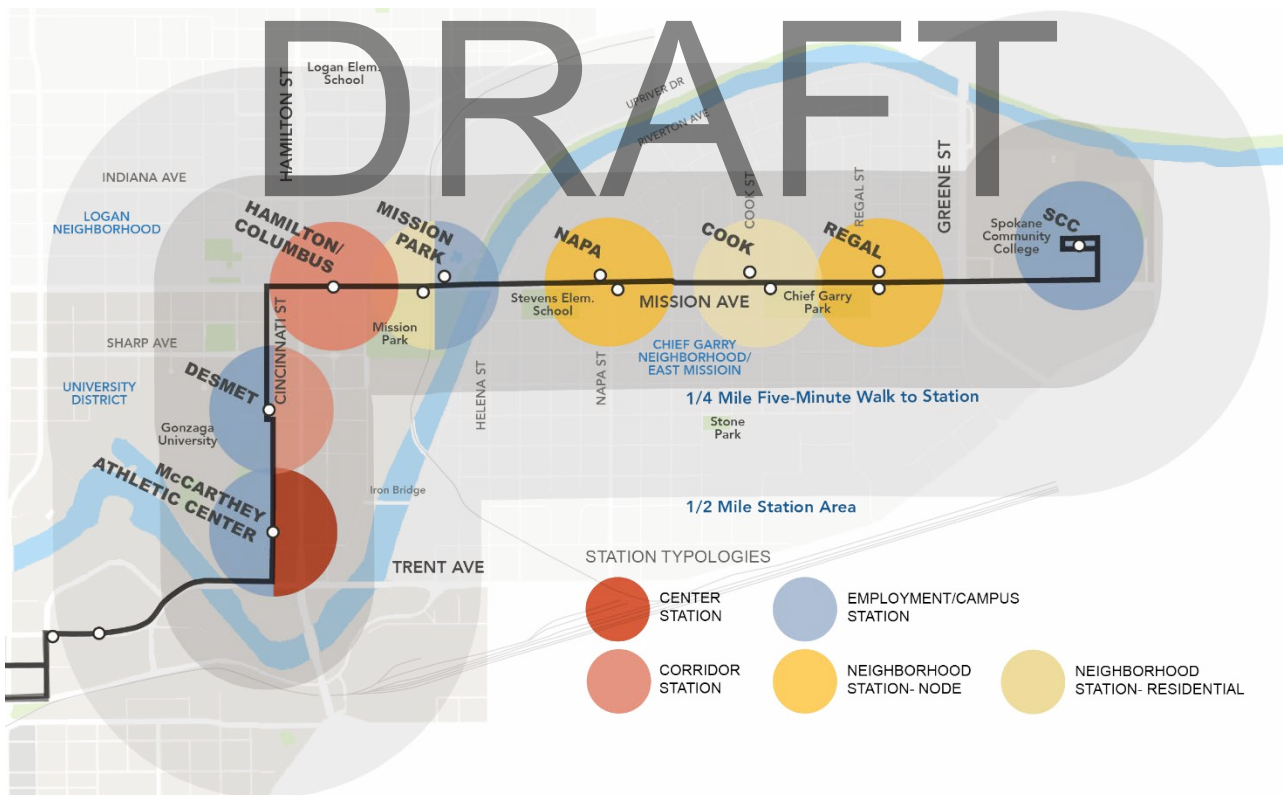 DRAFT
HAMILTON ST
Logan Elem.
School
UPRIVER DR
RIVERTON AVE
INDIANA AVE
LOGAN
NEIGHBORHOOD
HAMILTON/
COLUMBUS
MISSION
PARK
NAPA
COOK
COOK ST
REGAL
REGAL ST
GREENE ST
Spokane
Community
College
SCC
Stevens Elem.
School
MISSION AVE
Chief Garry
Park
Mission
Park
CINCINNATI ST
SHARP AVE
CHIEF GARRY
NEIGHBORHOOD/
EAST MISSIOIN
UNIVERSITY
DISTRICT
DESMET
HELENA ST
NAPA ST
1/4 Mile Five-Minute Walk to Station
Gonzaga
University
Stone
Park
McCARTHEY
ATHLETIC CENTER
Iron Bridge
1/2 Mile Station Area
TRENT AVE
STATION TYPOLOGIES
CENTER
STATION
EMPLOYMENT/CAMPUS
STATION
CORRIDOR
STATION
NEIGHBORHOOD
STATION- NODE
NEIGHBORHOOD
STATION- RESIDENTIAL